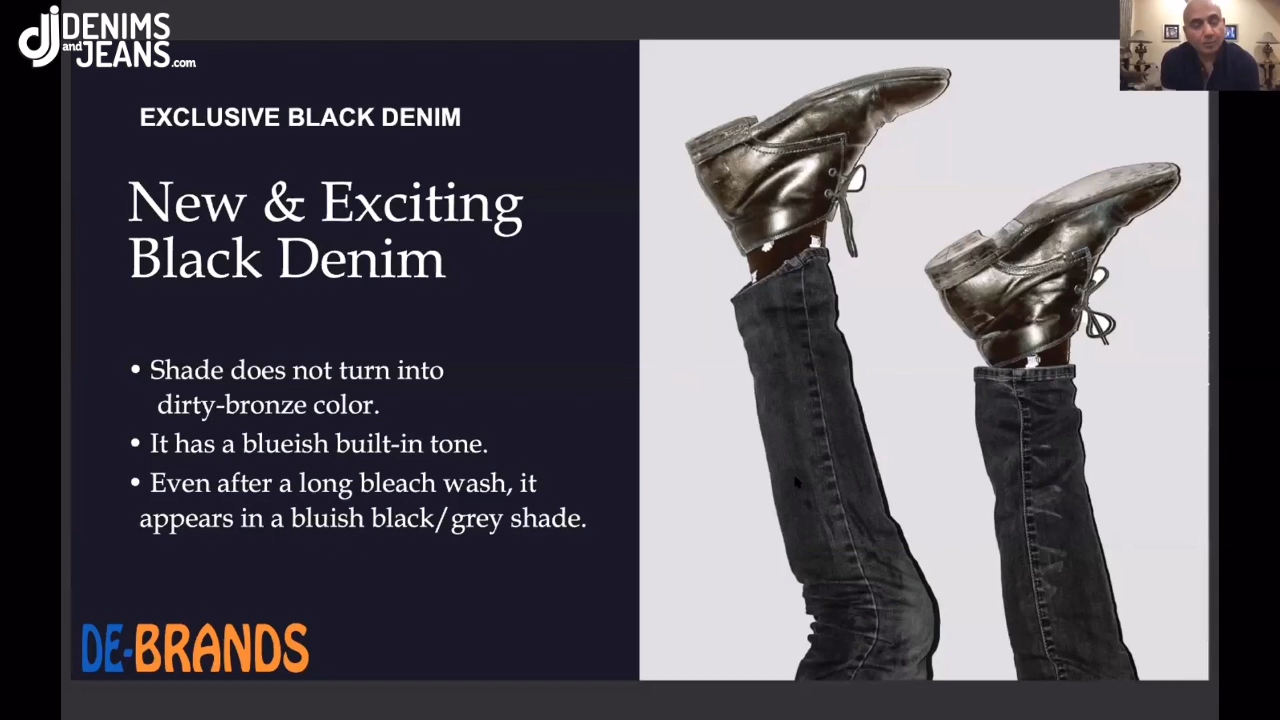 DENIMS
and JEANS.com
EXCLUSIVE BLACK DENIM
New & Exciting
Black Denim
• Shade does not turn into
dirty-bronze color.
• It has a blueish built-in tone.
• Even after a long bleach wash, it
appears in a bluish black/grey shade.
DE-BRANDS